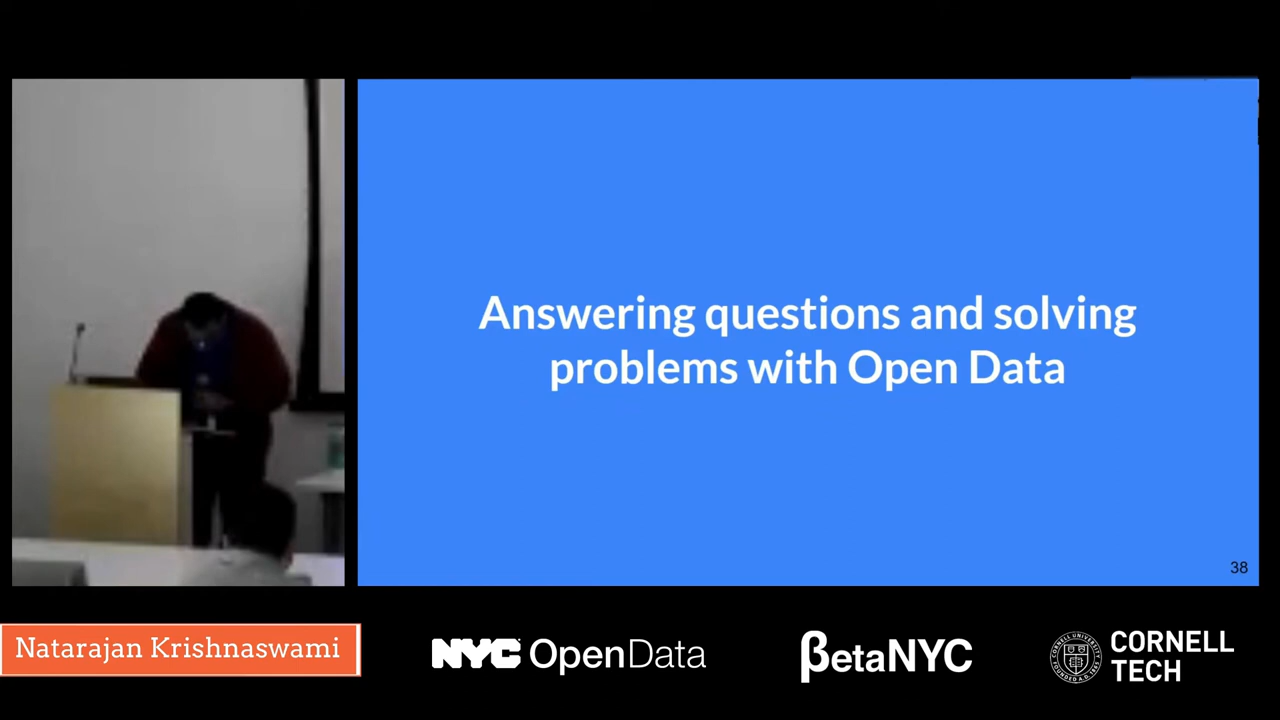 Answering questions and solving
problems with Open Data
38
Natarajan Krishnaswami
NYC OpenData
βetaNYC
CORNELL
TECH